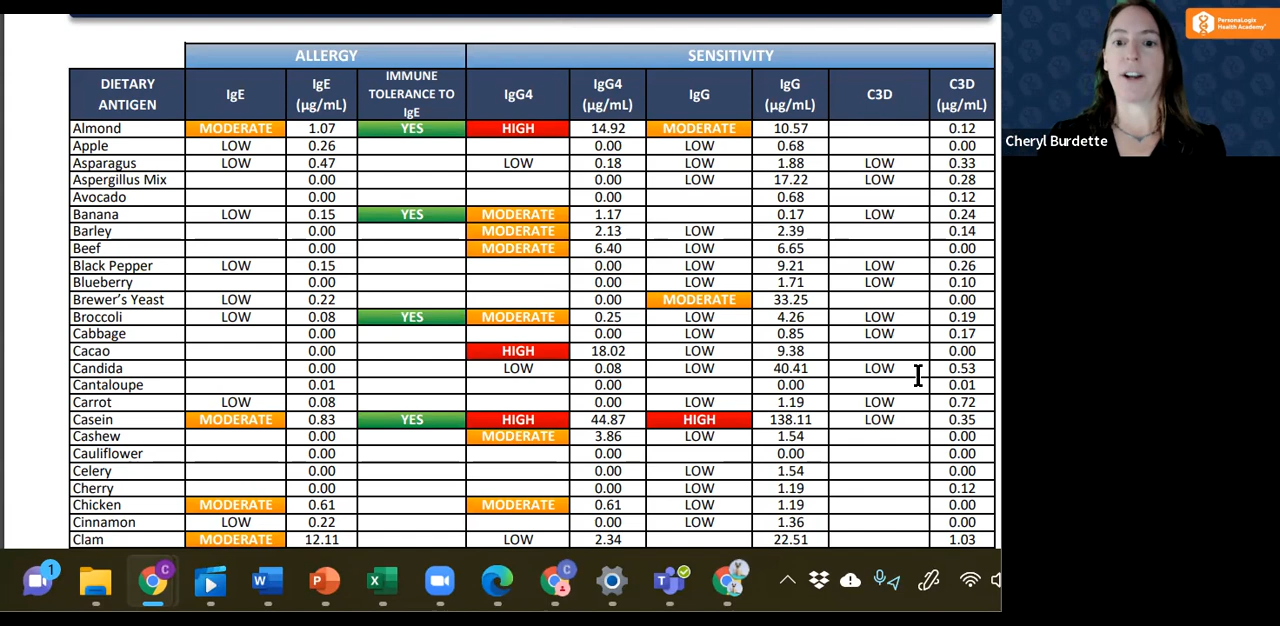 PersonaLogix
Health Academy™
ALLERGY SENSITIVITY
DIETARY ANTIGEN IgE IgE (µg/mL) IMMUNE TOLERANCE TO IgE IgG4 IgG4 (µg/mL) IgG IgG (µg/mL) C3D C3D (µg/mL)
Almond MODERATE 1.07 YES HIGH 14.92 MODERATE 10.57 0.12
Apple LOW 0.26 0.00 LOW 0.68 0.00
Asparagus LOW 0.47 LOW 0.18 LOW 1.88 LOW 0.33
Aspergillus Mix 0.00 0.00 LOW 17.22 LOW 0.28
Avocado 0.00 0.00 0.68 0.12
Banana LOW 0.15 YES MODERATE 1.17 0.17 LOW 0.24
Barley 0.00 MODERATE 2.13 LOW 2.39 0.14
Beef 0.00 MODERATE 6.40 LOW 6.65 0.00
Black Pepper LOW 0.15 0.00 LOW 9.21 LOW 0.26
Blueberry 0.00 0.00 LOW 1.71 LOW 0.10
Brewer's Yeast LOW 0.22 0.00 MODERATE 33.25 0.00
Broccoli LOW 0.08 YES MODERATE 0.25 LOW 4.26 LOW 0.19
Cabbage 0.00 0.00 LOW 0.85 LOW 0.17
Cacao 0.00 HIGH 18.02 LOW 9.38 0.00
Candida 0.00 LOW 0.08 LOW 40.41 LOW 0.53
Cantaloupe 0.01 0.00 0.00 0.01
Carrot LOW 0.08 0.00 LOW 1.19 LOW 0.72
Casein MODERATE 0.83 YES HIGH 44.87 HIGH 138.11 LOW 0.35
Cashew 0.00 MODERATE 3.86 LOW 1.54 0.00
Cauliflower 0.00 0.00 0.00 0.00
Celery 0.00 0.00 LOW 1.54 0.00
Cherry 0.00 0.00 LOW 1.19 0.12
Chicken MODERATE 0.61 MODERATE 0.61 LOW 1.19 0.00
Cinnamon LOW 0.22 0.00 LOW 1.36 0.00
Clam MODERATE 12.11 LOW 2.34 22.51 1.03
Cheryl Burdette
1
C
W
P
X
C